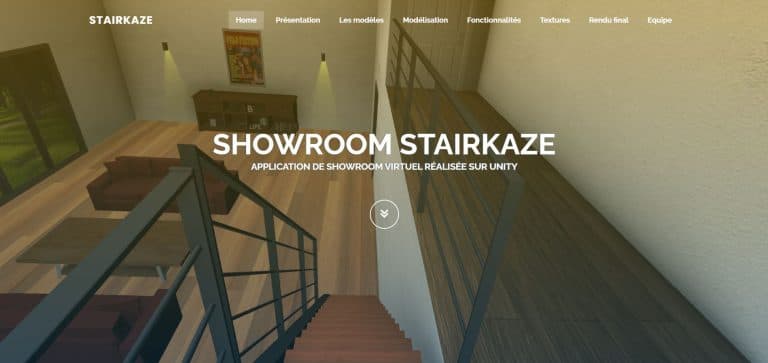 STAIRKAZE
Home Présentation Les modèles Modélisation Fonctionnalités Textures Rendu final Equipe
SHOWROOM STAIRKAZE
APPLICATION DE SHOWROOM VIRTUEL RÉALISÉE SUR UNITY